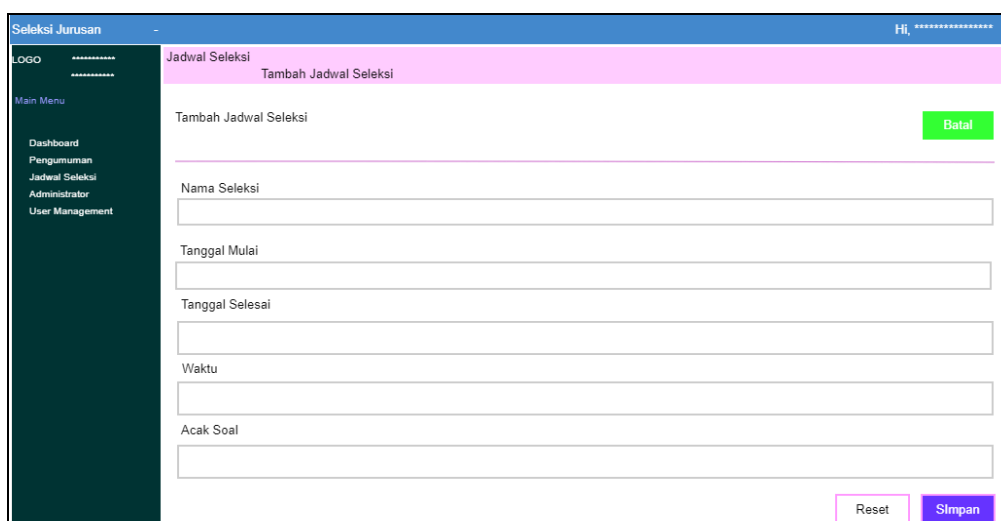 Seleksi Jurusan - Hi, ****************
LOGO ***********
***********
Main Menu
Dashboard
Pengumuman
Jadwal Seleksi
Administrator
User Management
Jadwal Seleksi
Tambah Jadwal Seleksi
Tambah Jadwal Seleksi
Batal
Nama Seleksi
Tanggal Mulai
Tanggal Selesai
Waktu
Acak Soal
Reset
SImpan